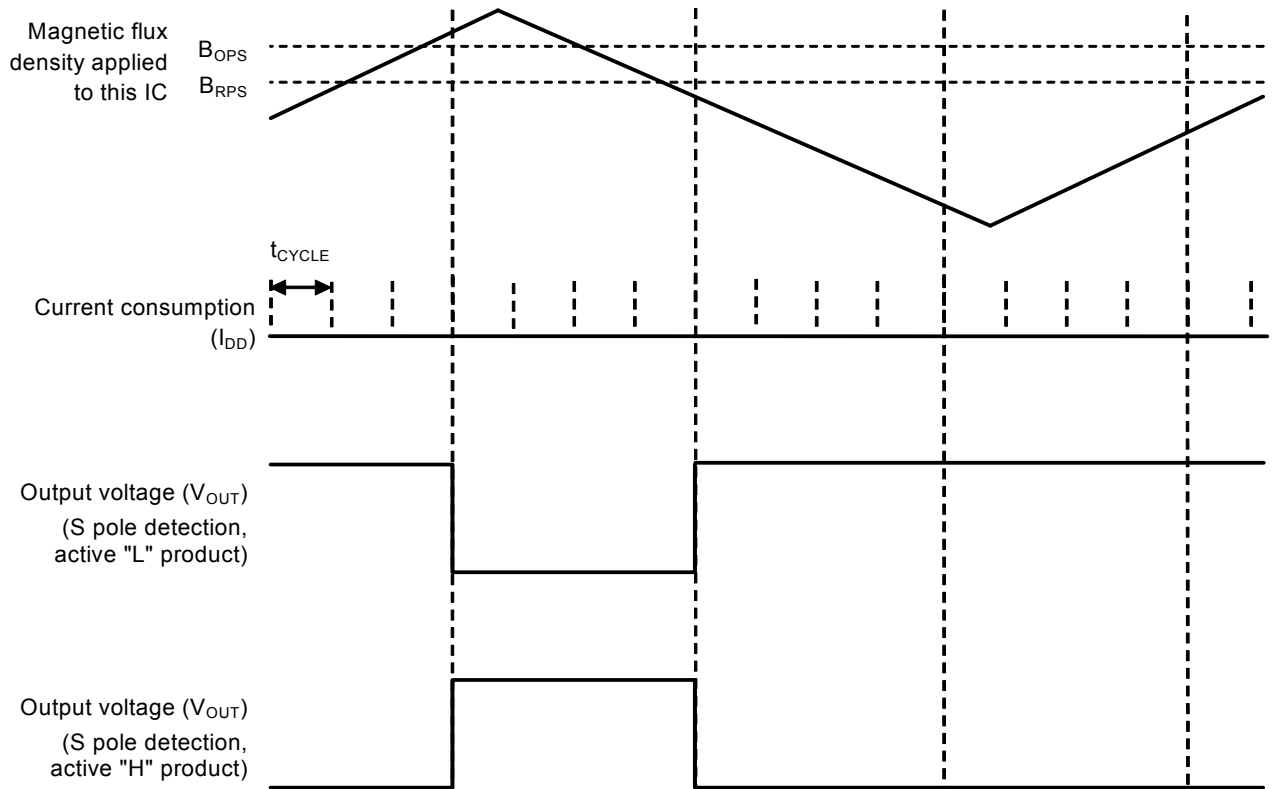 Magnetic flux
density applied
to this IC
BOPS
BRPS
tCYCLE
Current consumption
(IDD)
Output voltage (VOUT)
(S pole detection,
active "L" product)
Output voltage (VOUT)
(S pole detection,
active "H" product)